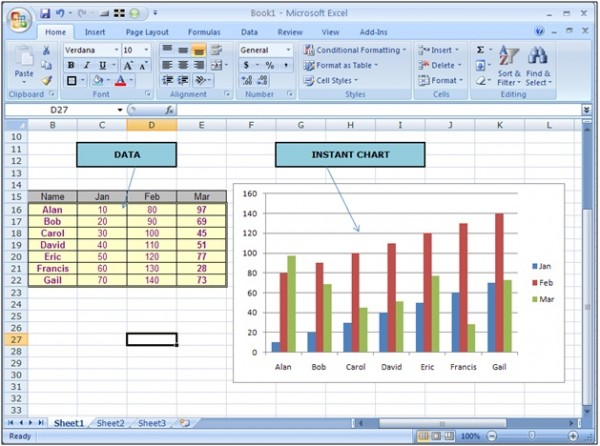 Book1 - Microsoft Excel
Home Insert Page Layout Formulas Data Review View Add-Ins
Paste
Verdana 10
B I U
A A
General
$ % ,
Conditional Formatting
Format as Table
Cell Styles
Insert
Delete
Format
Σ
Sort & Filter
Find & Select
Clipboard Font Alignment Number Styles Cells Editing
D27 fx
B C D E F G H I J K L
10
11
12
13
14
15
16
17
18
19
20
21
22
23
24
25
26
27
28
29
30
31
32
33
DATA
INSTANT CHART
Name Jan Feb Mar
Alan 10 80 97
Bob 20 90 69
Carol 30 100 45
David 40 110 51
Eric 50 120 77
Francis 60 130 28
Gail 70 140 73
160
140
120
100
80
60
40
20
0
Alan Bob Carol David Eric Francis Gail
Jan
Feb
Mar
Sheet1 Sheet2 Sheet3
Ready 100%